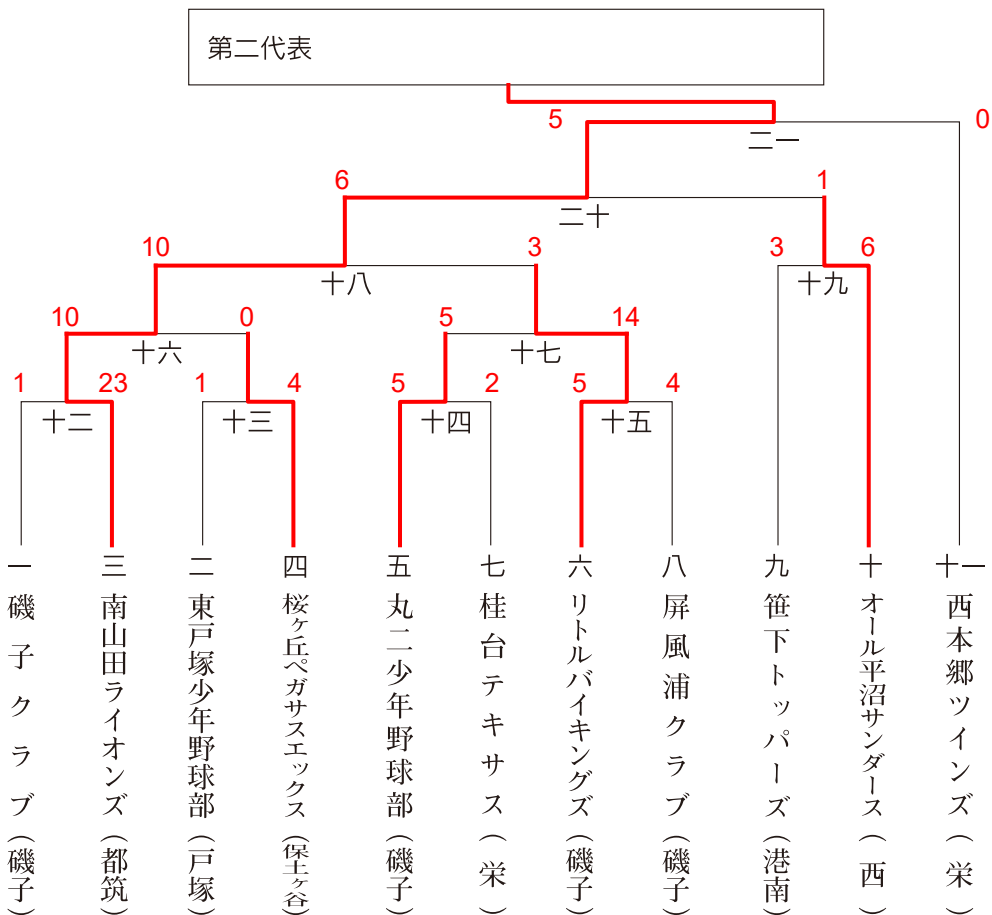 第二代表
5
0
二一
6
1
二十
10
3
3
6
十八
十九
10
0
5
14
十六
十七
1
23
1
4
5
2
5
4
十二
十三
十四
十五
一 磯子クラブ(磯子)
三 南山田ライオンズ(都筑)
二 東戸塚少年野球部(戸塚)
四 桜ヶ丘ペガサスエックス(保土ヶ谷)
五 丸二少年野球部(磯子)
七 桂台テキサス(栄)
六 リトルバイキングズ(磯子)
八 屏風浦クラブ(磯子)
九 笹下トッパーズ(港南)
十 オール平沼サンダース(西)
十一 西本郷ツインズ(栄)